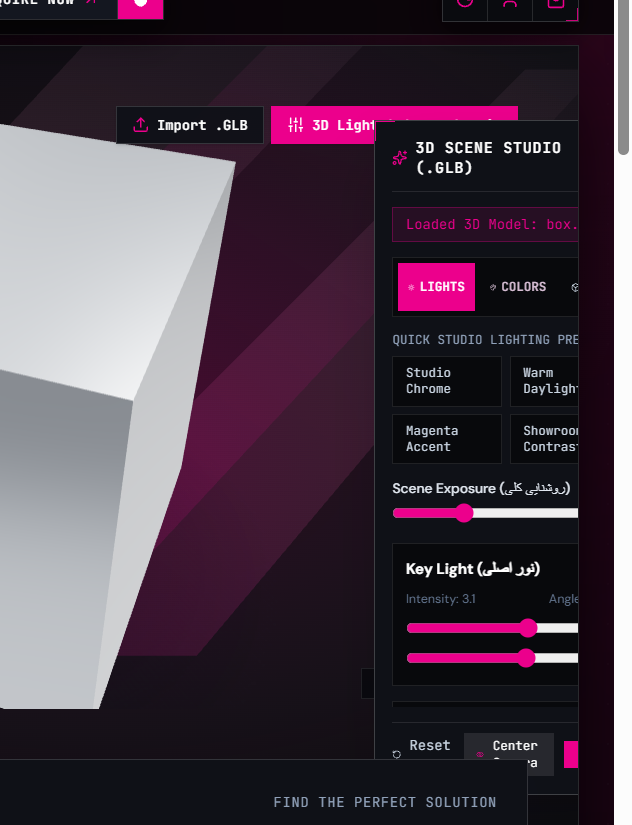 NOW
Import .GLB
3D Light
3D SCENE STUDIO
(.GLB)
Loaded 3D Model: box.
LIGHTS
COLORS
QUICK STUDIO LIGHTING PRE
Studio
Chrome
Warm
Daylight
Magenta
Accent
Showroom
Contrast
Scene Exposure (روشنایی کلی)
Key Light (نور اصلی)
Intensity: 3.1
Angle
Reset
Center
FIND THE PERFECT SOLUTION